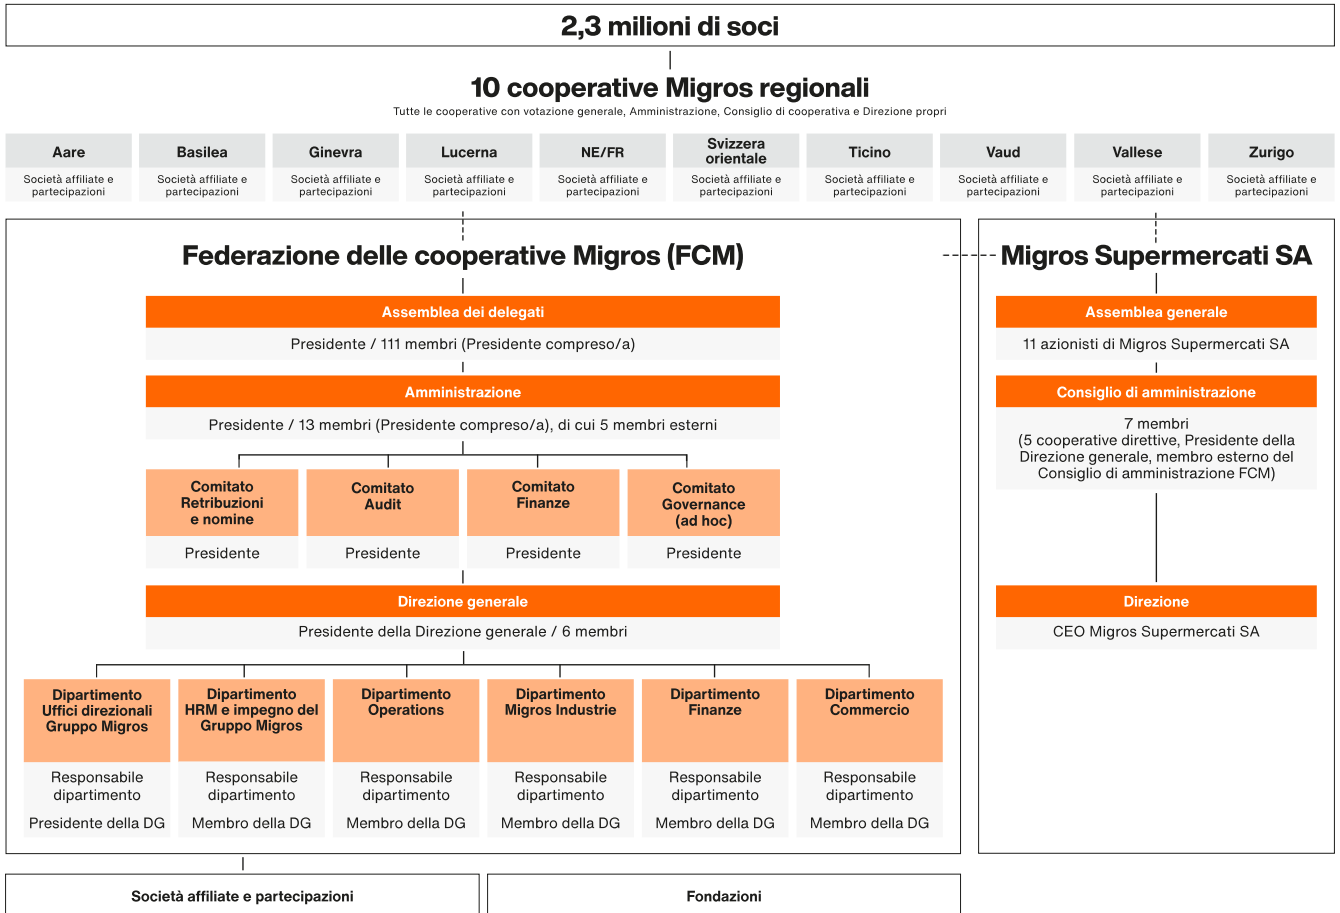 2,3 milioni di soci
10 cooperative Migros regionali
Tutte le cooperative con votazione generale, Amministrazione, Consiglio di cooperativa e Direzione propri
Aare
Società affiliate e
partecipazioni
Basilea
Società affiliate e
partecipazioni
Ginevra
Società affiliate e
partecipazioni
Lucerna
Società affiliate e
partecipazioni
NE/FR
Società affiliate e
partecipazioni
Svizzera
orientale
Società affiliate e
partecipazioni
Ticino
Società affiliate e
partecipazioni
Vaud
Società affiliate e
partecipazioni
Vallese
Società affiliate e
partecipazioni
Zurigo
Società affiliate e
partecipazioni
Federazione delle cooperative Migros (FCM)
Assemblea dei delegati
Presidente / 111 membri (Presidente compreso/a)
Amministrazione
Presidente / 13 membri (Presidente compreso/a), di cui 5 membri esterni
Comitato
Retribuzioni
e nomine
Presidente
Comitato
Audit
Presidente
Comitato
Finanze
Presidente
Comitato
Governance
(ad hoc)
Presidente
Direzione generale
Presidente della Direzione generale / 6 membri
Dipartimento
Uffici direzionali
Gruppo Migros
Responsabile
dipartimento
Presidente della DG
Dipartimento
HRM e impegno del
Gruppo Migros
Responsabile
dipartimento
Membro della DG
Dipartimento
Operations
Responsabile
dipartimento
Membro della DG
Dipartimento
Migros Industrie
Responsabile
dipartimento
Membro della DG
Dipartimento
Finanze
Responsabile
dipartimento
Membro della DG
Dipartimento
Commercio
Responsabile
dipartimento
Membro della DG
Migros Supermercati SA
Assemblea generale
11 azionisti di Migros Supermercati SA
Consiglio di amministrazione
7 membri
(5 cooperative direttive, Presidente della
Direzione generale, membro esterno del
Consiglio di amministrazione FCM)
Direzione
CEO Migros Supermercati SA
Società affiliate e partecipazioni
Fondazioni